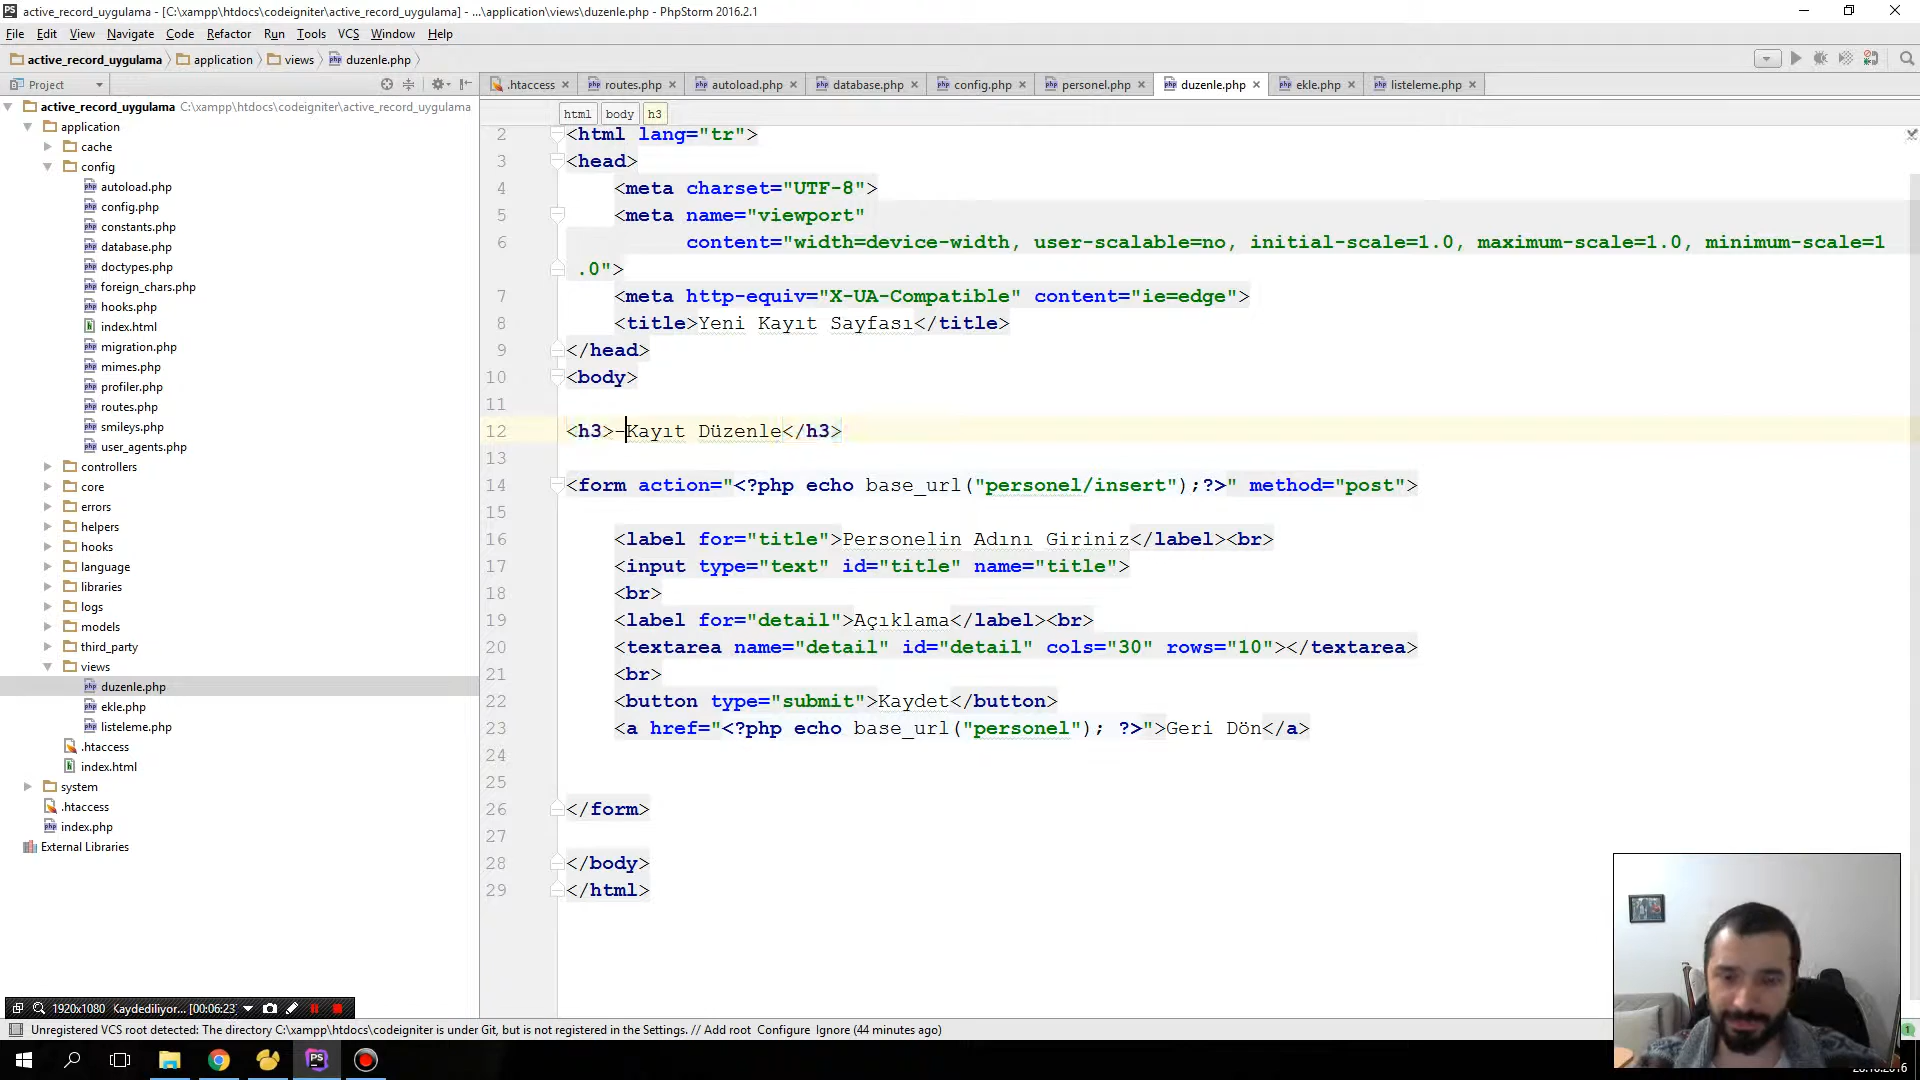 active_record_uygulama - [C:\xampp\htdocs\codeigniter\active_record_uygulama] - ...\application\views\duzenle.php - PhpStorm 2016.2.1
File Edit View Navigate Code Refactor Run Tools VCS Window Help
active_record_uygulama application views duzenle.php
Project
.htaccess routes.php autoload.php database.php config.php personel.php duzenle.php ekle.php listeleme.php
active_record_uygulama C:\xampp\htdocs\codeigniter\active_record_uygulama
application
cache
config
autoload.php
config.php
constants.php
database.php
doctypes.php
foreign_chars.php
hooks.php
index.html
migration.php
mimes.php
profiler.php
routes.php
smileys.php
user_agents.php
controllers
core
errors
helpers
hooks
language
libraries
logs
models
third_party
views
duzenle.php
ekle.php
listeleme.php
.htaccess
index.html
system
.htaccess
index.php
External Libraries
html body h3
2 <html lang="tr">
3 <head>
4 <meta charset="UTF-8">
5 <meta name="viewport"
6 content="width=device-width, user-scalable=no, initial-scale=1.0, maximum-scale=1.0, minimum-scale=1
.0">
7 <meta http-equiv="X-UA-Compatible" content="ie=edge">
8 <title>Yeni Kayıt Sayfası</title>
9 </head>
10 <body>
11
12 <h3>-Kayıt Düzenle</h3>
13
14 <form action="<?php echo base_url("personel/insert");?>" method="post">
15
16 <label for="title">Personelin Adını Giriniz</label><br>
17 <input type="text" id="title" name="title">
18 <br>
19 <label for="detail">Açıklama</label><br>
20 <textarea name="detail" id="detail" cols="30" rows="10"></textarea>
21 <br>
22 <button type="submit">Kaydet</button>
23 <a href="<?php echo base_url("personel"); ?>">Geri Dön</a>
24
25
26 </form>
27
28 </body>
29 </html>
1920x1080 Kaydediliyor... [00:06:23]
Unregistered VCS root detected: The directory C:\xampp\htdocs\codeigniter is under Git, but is not registered in the Settings. // Add root Configure Ignore (44 minutes ago)
1